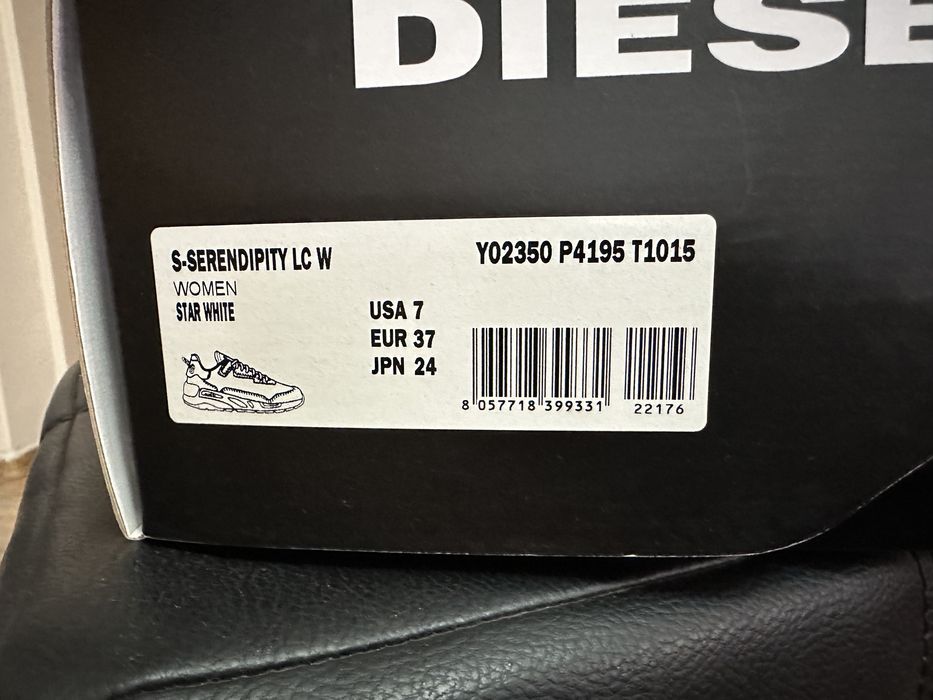 DIESE
S-SERENDIPITY LC W
Y02350 P4195 T1015
WOMEN
STAR WHITE
USA 7
EUR 37
JPN 24
8 057718 399331
22176